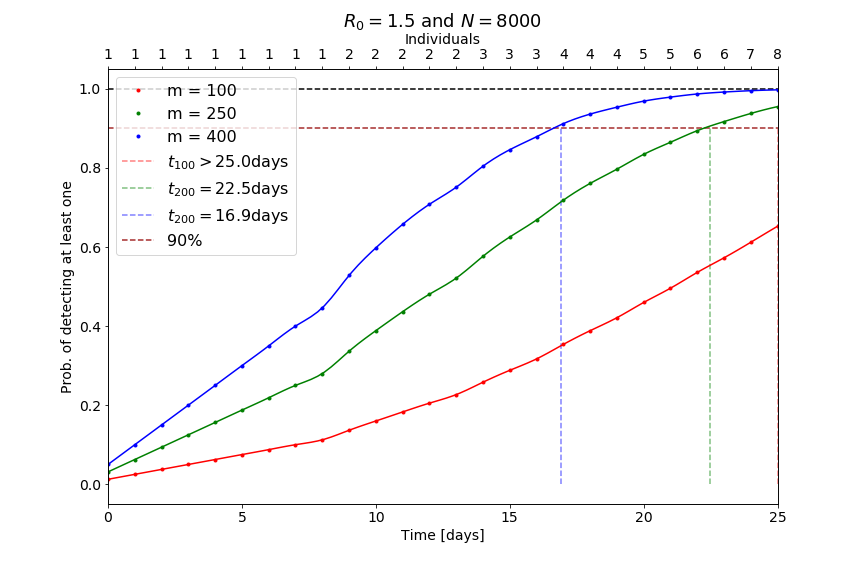 R₀ = 1.5 and N = 8000
Individuals
1 1 1 1 1 1 1 1 1 2 2 2 2 2 3 3 3 4 4 4 5 5 6 6 7 8
1.0
0.8
0.6
0.4
0.2
0.0
Prob. of detecting at least one
m = 100
m = 250
m = 400
t₁₀₀ > 25.0days
t₂₀₀ = 22.5days
t₂₀₀ = 16.9days
90%
0 5 10 15 20 25
Time [days]